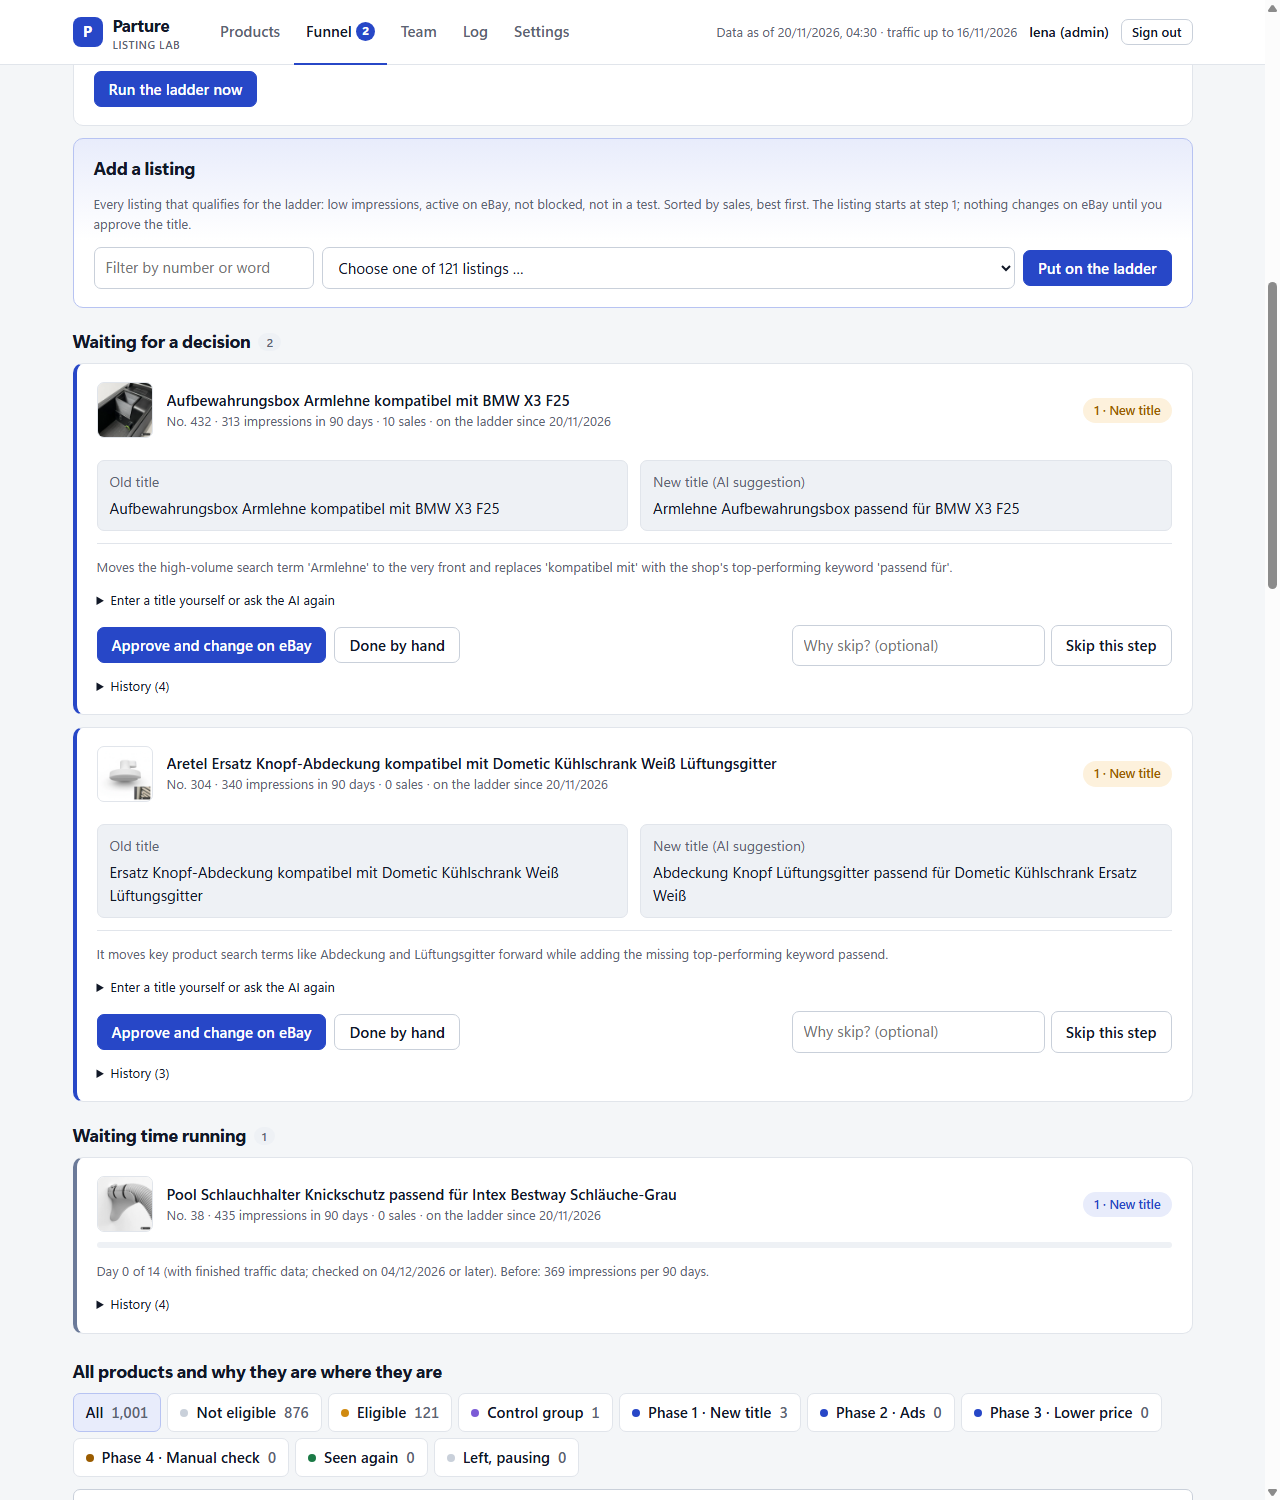 P
Parture
LISTING LAB
Products
Funnel 2
Team
Log
Settings
Data as of 20/11/2026, 04:30 · traffic up to 16/11/2026
lena (admin)
Sign out
Run the ladder now
Add a listing
Every listing that qualifies for the ladder: low impressions, active on eBay, not blocked, not in a test. Sorted by sales, best first. The listing starts at step 1; nothing changes on eBay until you
approve the title.
Filter by number or word
Choose one of 121 listings ...
Put on the ladder
Waiting for a decision 2
Aufbewahrungsbox Armlehne kompatibel mit BMW X3 F25
No. 432 · 313 impressions in 90 days · 10 sales · on the ladder since 20/11/2026
1 · New title
Old title
Aufbewahrungsbox Armlehne kompatibel mit BMW X3 F25
New title (AI suggestion)
Armlehne Aufbewahrungsbox passend für BMW X3 F25
Moves the high-volume search term 'Armlehne' to the very front and replaces 'kompatibel mit' with the shop's top-performing keyword 'passend für'.
Enter a title yourself or ask the AI again
Approve and change on eBay
Done by hand
Why skip? (optional)
Skip this step
History (4)
Aretel Ersatz Knopf-Abdeckung kompatibel mit Dometic Kühlschrank Weiß Lüftungsgitter
No. 304 · 340 impressions in 90 days · 0 sales · on the ladder since 20/11/2026
1 · New title
Old title
Ersatz Knopf-Abdeckung kompatibel mit Dometic Kühlschrank Weiß
Lüftungsgitter
New title (AI suggestion)
Abdeckung Knopf Lüftungsgitter passend für Dometic Kühlschrank Ersatz
Weiß
It moves key product search terms like Abdeckung and Lüftungsgitter forward while adding the missing top-performing keyword passend.
Enter a title yourself or ask the AI again
Approve and change on eBay
Done by hand
Why skip? (optional)
Skip this step
History (3)
Waiting time running 1
Pool Schlauchhalter Knickschutz passend für Intex Bestway Schläuche-Grau
No. 38 · 435 impressions in 90 days · 0 sales · on the ladder since 20/11/2026
1 · New title
Day 0 of 14 (with finished traffic data; checked on 04/12/2026 or later). Before: 369 impressions per 90 days.
History (4)
All products and why they are where they are
All 1,001
Not eligible 876
Eligible 121
Control group 1
Phase 1 · New title 3
Phase 2 · Ads 0
Phase 3 · Lower price 0
Phase 4 · Manual check 0
Seen again 0
Left, pausing 0